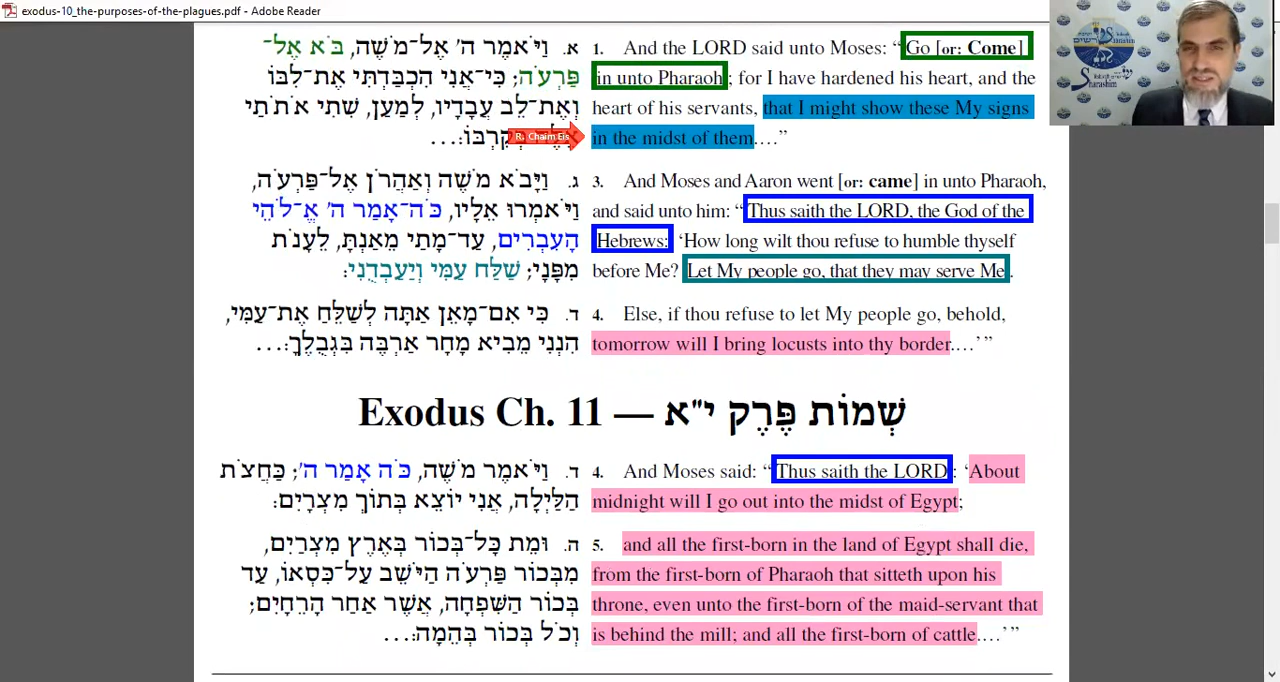 exodus-10_the-purposes-of-the-plagues.pdf - Adobe Reader
א. וַיֹּאמֶר ה' אֶל־מֹשֶׁה, בֹּא אֶל־
פַּרְעֹה; כִּי־אֲנִי הִכְבַּדְתִּי אֶת־לִבּוֹ
וְאֶת־לֵב עֲבָדָיו, לְמַעַן, שִׁתִי אֹתֹתַי
בְּקִרְבּוֹ:...
R. Chaim Eis
1. And the LORD said unto Moses: “Go [or: Come]
in unto Pharaoh; for I have hardened his heart, and the
heart of his servants, that I might show these My signs
in the midst of them....”
ג. וַיָּבֹא מֹשֶׁה וְאַהֲרֹן אֶל־פַּרְעֹה,
וַיֹּאמְרוּ אֵלָיו, כֹּה־אָמַר ה' אֱ־לֹהֵי
הָעִבְרִים, עַד־מָתַי מֵאַנְתָּ, לֵעָנֹת
מִפָּנָי; שַׁלַּח עַמִּי וְיַעַבְדֻנִי:
3. And Moses and Aaron went [or: came] in unto Pharaoh,
and said unto him: “Thus saith the LORD, the God of the
Hebrews: ‘How long wilt thou refuse to humble thyself
before Me? Let My people go, that they may serve Me.
ד. כִּי אִם־מָאֵן אַתָּה לְשַׁלֵּחַ אֶת־עַמִּי,
הִנְנִי מֵבִיא מָחָר אַרְבֶּה בִּגְבֻלֶךָ:...
4. Else, if thou refuse to let My people go, behold,
tomorrow will I bring locusts into thy border....’”
Exodus Ch. 11 — שְׁמוֹת פֶּרֶק י"א
ד. וַיֹּאמֶר מֹשֶׁה, כֹּה אָמַר ה'; כַּחֲצֹת
הַלַּיְלָה, אֲנִי יוֹצֵא בְּתוֹךְ מִצְרָיִם:
4. And Moses said: “Thus saith the LORD: ‘About
midnight will I go out into the midst of Egypt;
ה. וּמֵת כָּל־בְּכוֹר בְּאֶרֶץ מִצְרַיִם,
מִבְּכוֹר פַּרְעֹה הַיֹּשֵׁב עַל־כִּסְאוֹ, עַד
בְּכוֹר הַשִּׁפְחָה, אֲשֶׁר אַחַר הָרֵחָיִם;
וְכֹל בְּכוֹר בְּהֵמָה:...
5. and all the first-born in the land of Egypt shall die,
from the first-born of Pharaoh that sitteth upon his
throne, even unto the first-born of the maid-servant that
is behind the mill; and all the first-born of cattle....’”